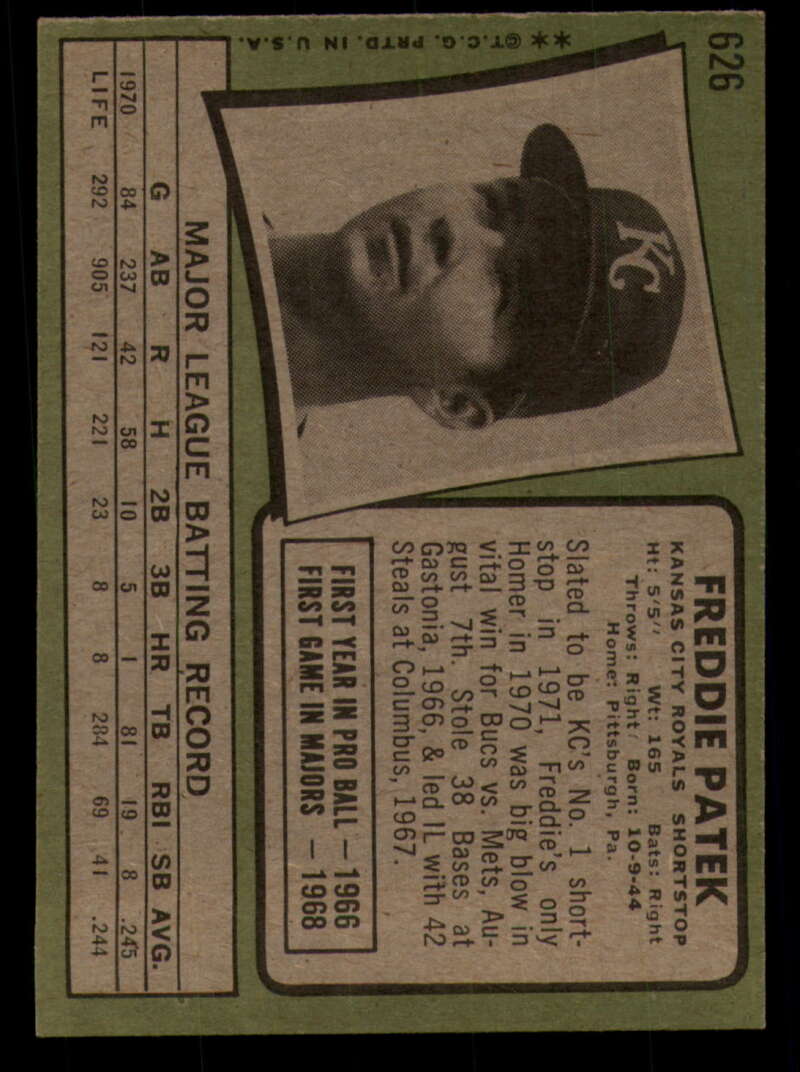 626
**©T.C.G. PRTD. IN U.S.A.
KC
FREDDIE PATEK
KANSAS CITY ROYALS SHORTSTOP
Ht: 5'5" Wt: 165 Bats: Right
Throws: Right Born: 10-9-44
Home: Pittsburgh, Pa.
Slated to be KC's No. 1 short-
stop in 1971, Freddie's only
Homer in 1970 was big blow in
vital win for Bucs vs. Mets, Au-
gust 7th. Stole 38 Bases at
Gastonia, 1966, & led IL with 42
Steals at Columbus, 1967.
FIRST YEAR IN PRO BALL — 1966
FIRST GAME IN MAJORS — 1968
MAJOR LEAGUE BATTING RECORD
G AB R H 2B 3B HR TB RBI SB AVG.
1970 84 237 42 58 10 5 1 81 19 8 .245
LIFE 292 905 121 221 23 8 8 284 69 41 .244